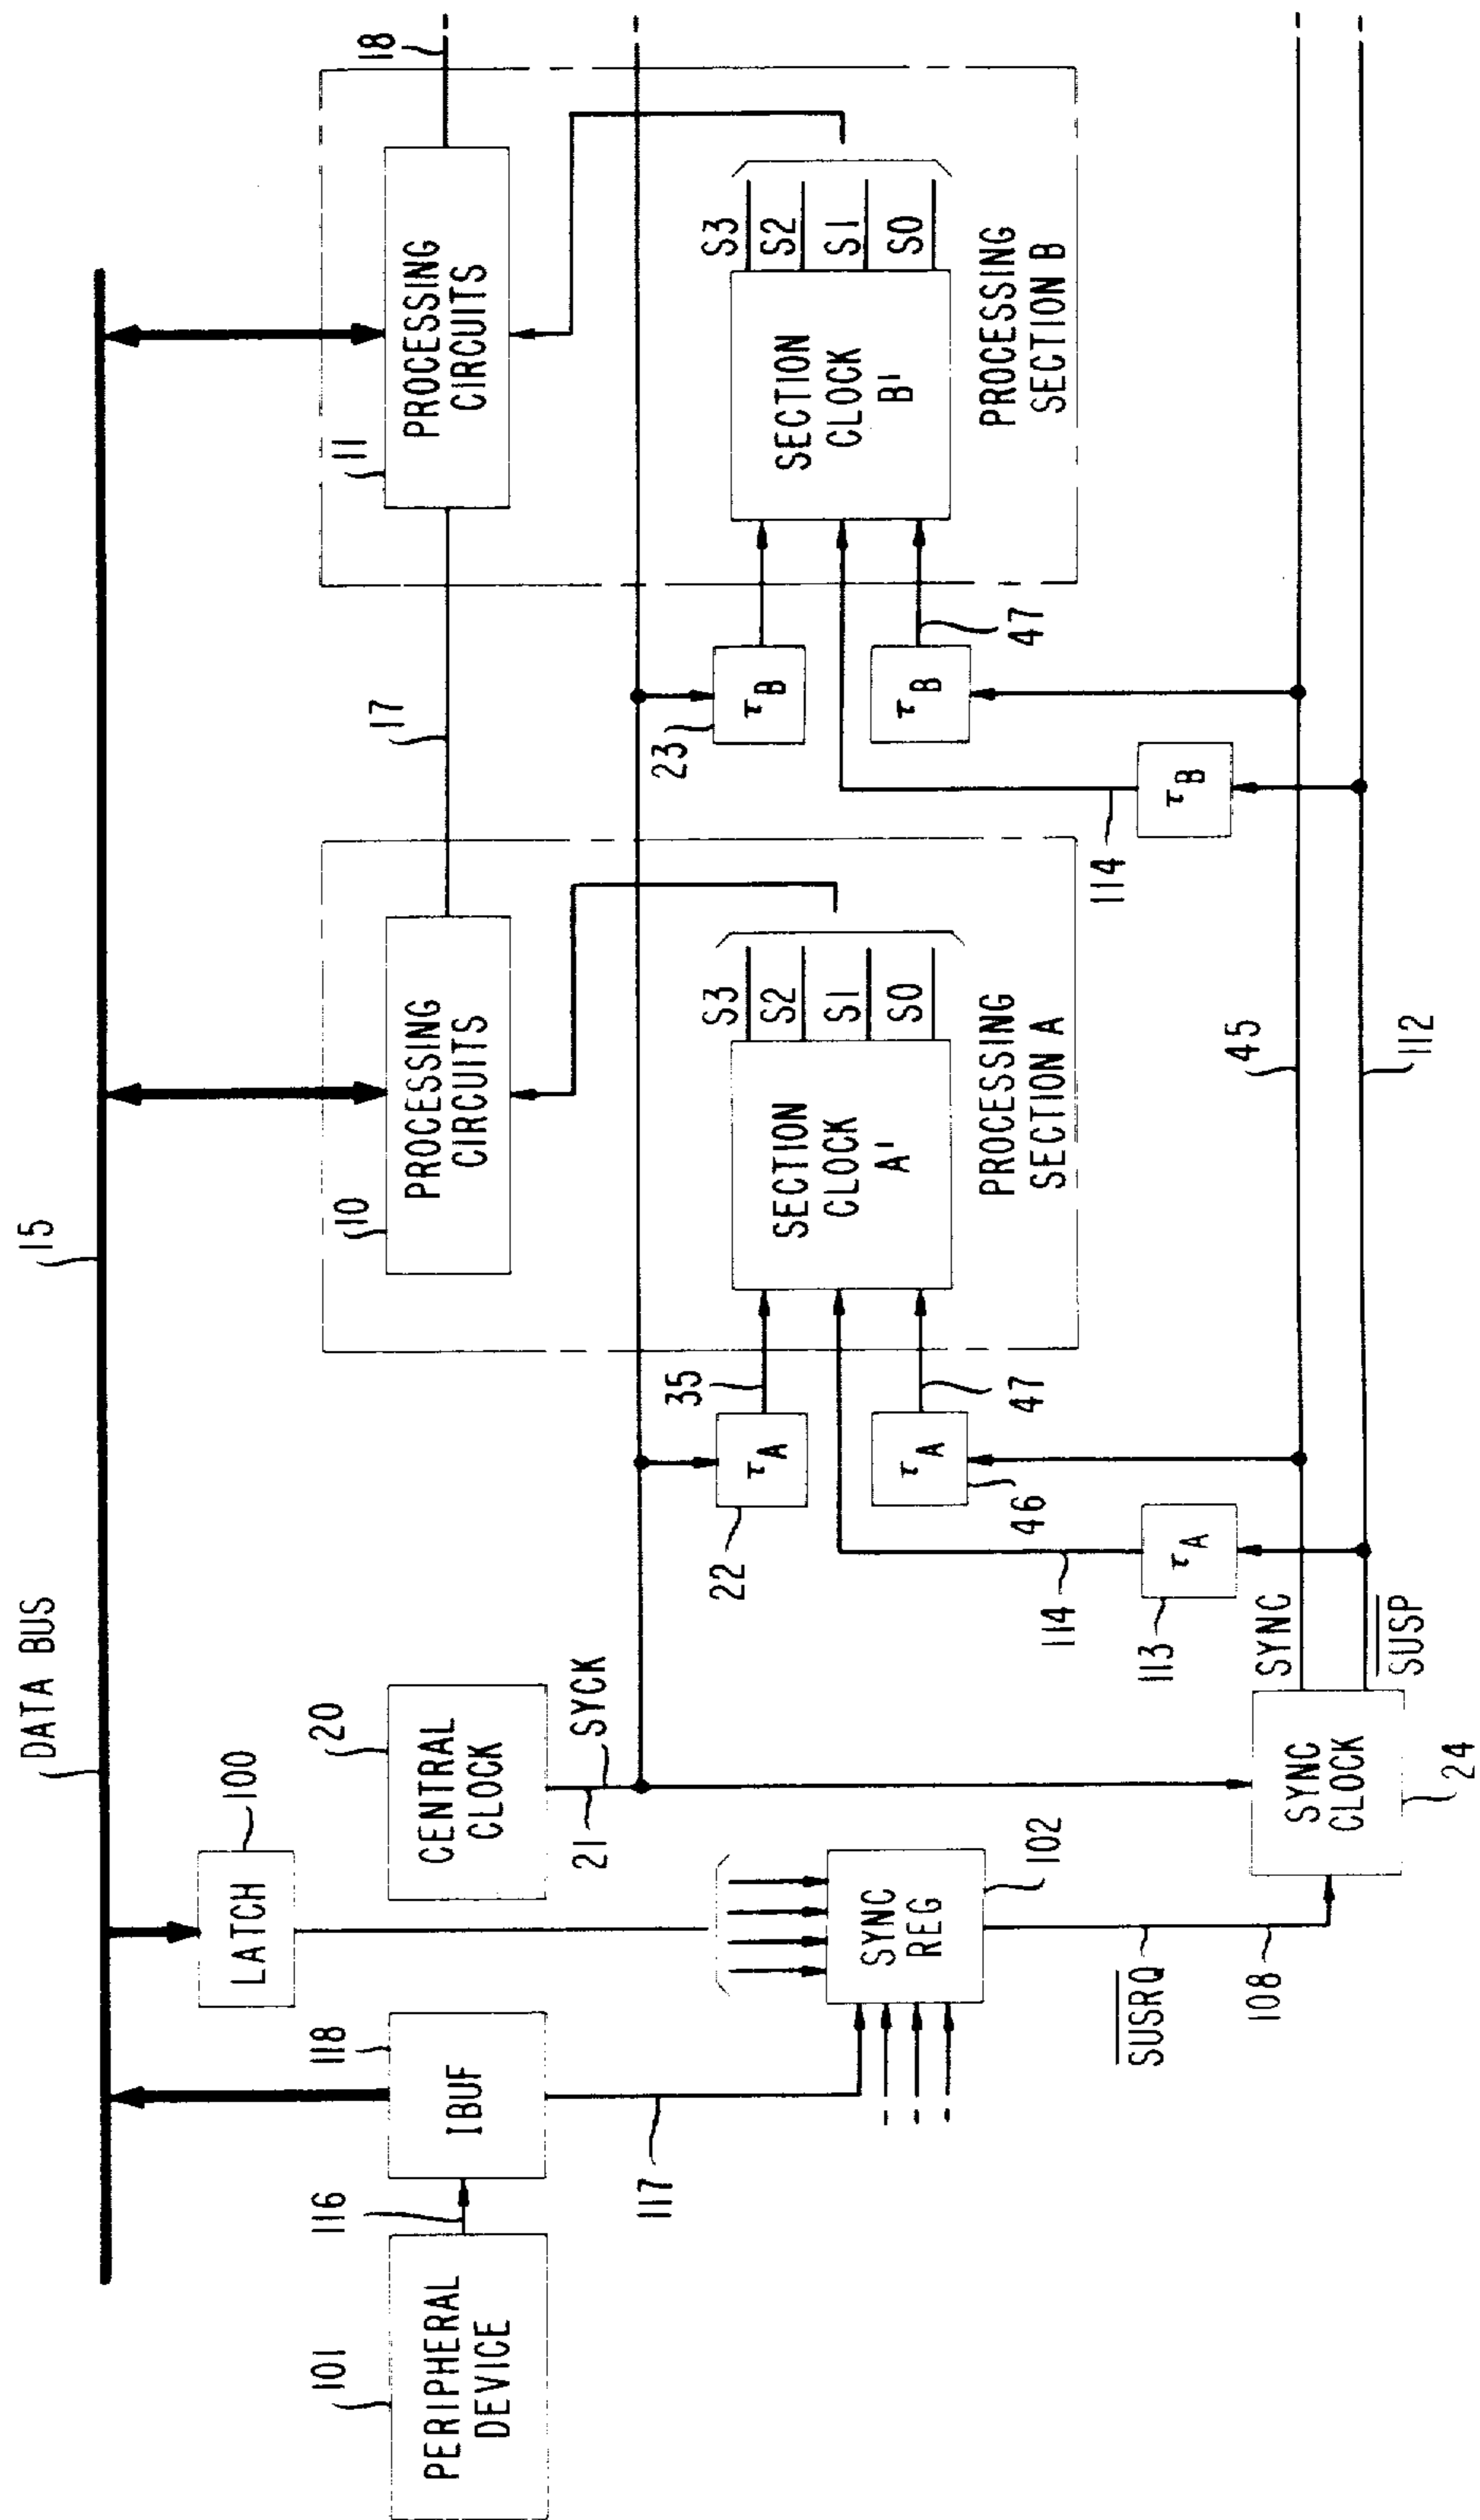 DATA BUS
15
101
PERIPHERAL
DEVICE
116
118
IBUF
117
100
LATCH
20
CENTRAL
CLOCK
21
SYCK
SYNC
REG
102
SUSRQ
108
SYNC
CLOCK
24
SYNC
SUSP
10
PROCESSING
CIRCUITS
17
11
PROCESSING
CIRCUITS
18
22
τA
35
τA
46
47
113
τA
114
SECTION
CLOCK
A'
S3
S2
S1
S0
PROCESSING
SECTION A
23
τB
τB
47
τB
114
SECTION
CLOCK
B'
S3
S2
S1
S0
PROCESSING
SECTION B
45
112